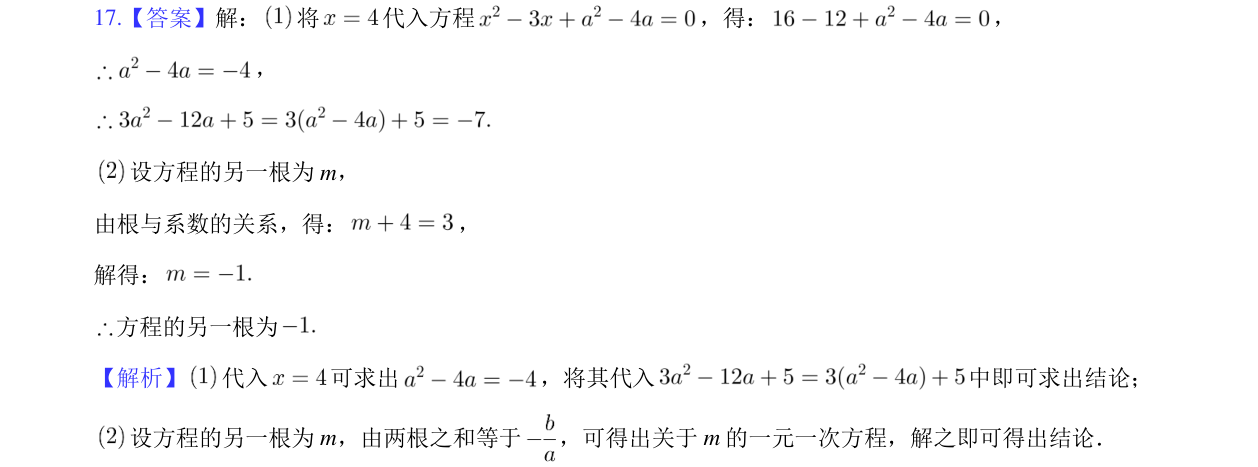 17.【答案】解：(1)将 x = 4 代入方程 x² − 3x + a² − 4a = 0，得：16 − 12 + a² − 4a = 0，
∴ a² − 4a = −4，
∴ 3a² − 12a + 5 = 3(a² − 4a) + 5 = −7.
(2)设方程的另一根为 m，
由根与系数的关系，得：m + 4 = 3，
解得：m = −1.
∴方程的另一根为 −1.
【解析】(1)代入 x = 4 可求出 a² − 4a = −4，将其代入 3a² − 12a + 5 = 3(a² − 4a) + 5 中即可求出结论；
(2)设方程的另一根为 m，由两根之和等于 −b/a，可得出关于 m 的一元一次方程，解之即可得出结论．